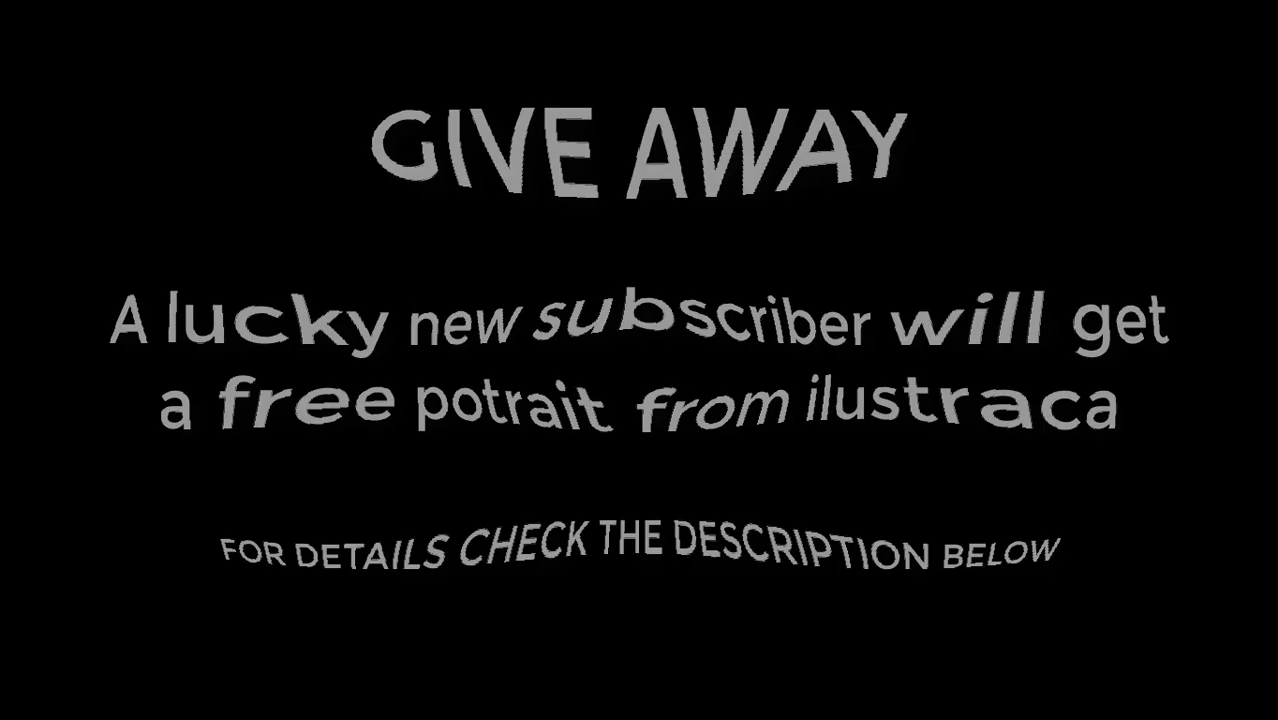 GIVE AWAY
A lucky new subscriber will get
a free potrait from ilustraca
FOR DETAILS CHECK THE DESCRIPTION BELOW